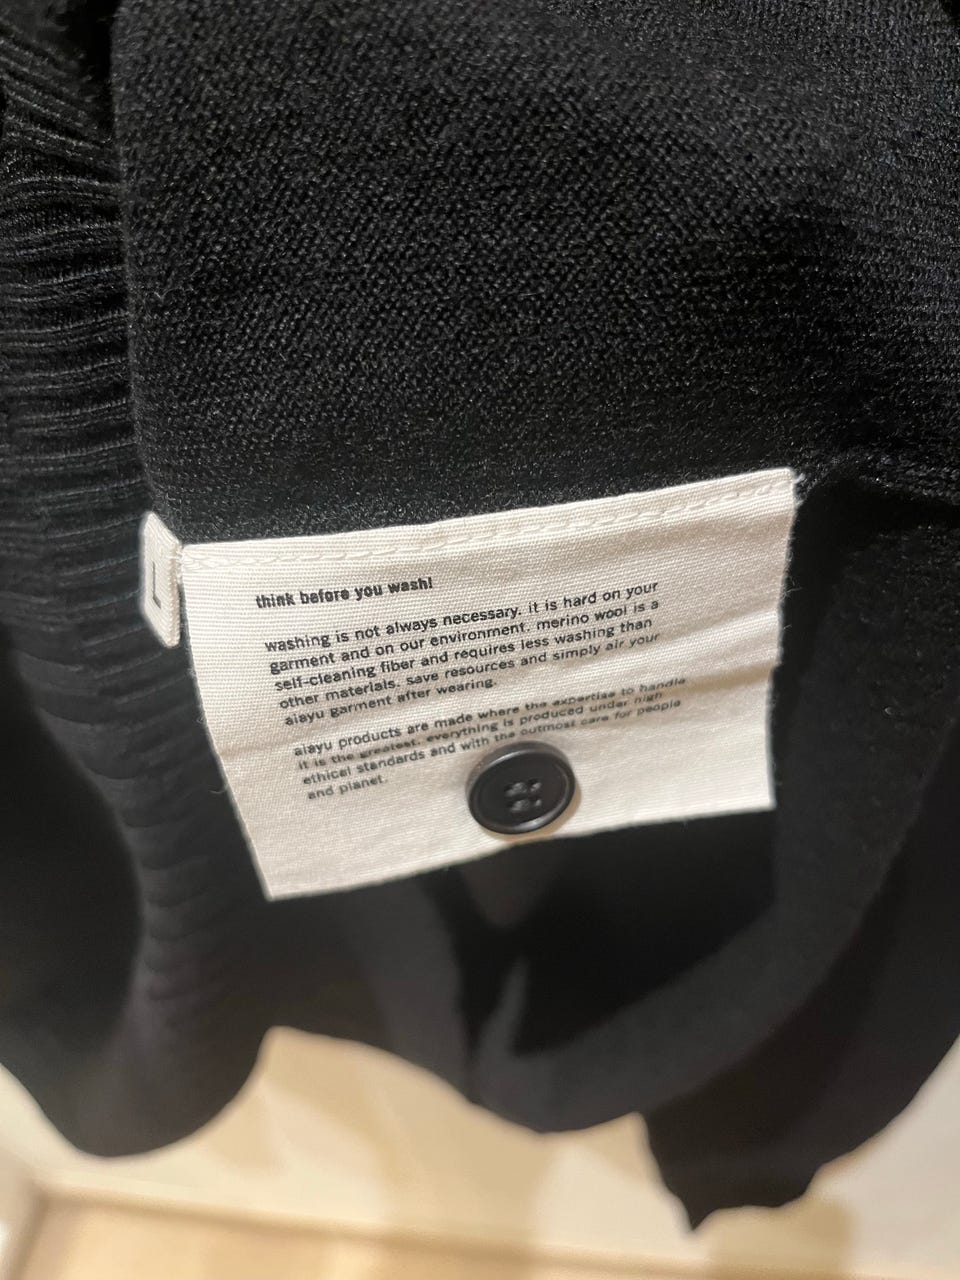 L
think before you wash!
washing is not always necessary. it is hard on your
garment and on our environment. merino wool is a
self-cleaning fiber and requires less washing than
other materials. save resources and simply air your
aiayu garment after wearing.
aiayu products are made where the expertise to handle
it is the greatest. everything is produced under high
ethical standards and with the outmost care for people
and planet.